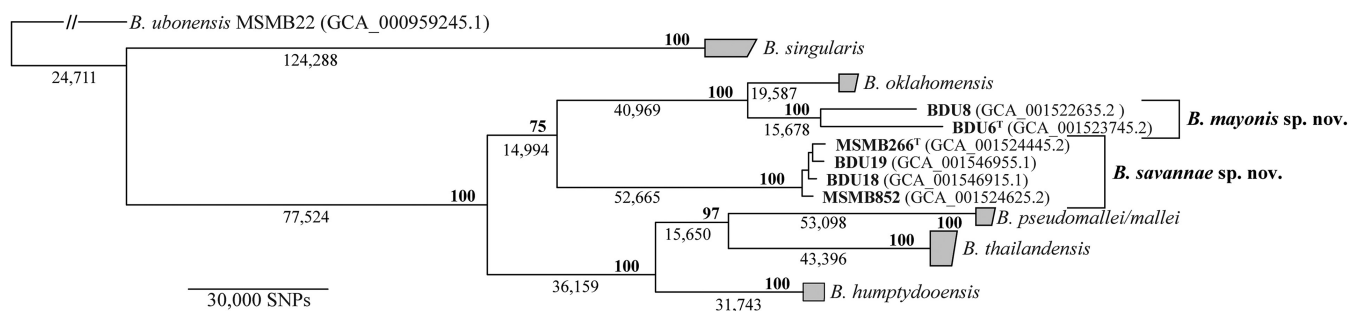 B. ubonensis MSMB22 (GCA_000959245.1)
24,711
100
B. singularis
124,288
100
B. oklahomensis
19,587
40,969
100
BDU8 (GCA_001522635.2 )
15,678
BDU6ᵀ (GCA_001523745.2)
B. mayonis sp. nov.
75
14,994
MSMB266ᵀ (GCA_001524445.2)
BDU19 (GCA_001546955.1)
100
BDU18 (GCA_001546915.1)
52,665
MSMB852 (GCA_001524625.2)
B. savannae sp. nov.
100
77,524
97
15,650
53,098
B. pseudomallei/mallei
100
100
43,396
B. thailandensis
100
36,159
100
31,743
B. humptydooensis
30,000 SNPs